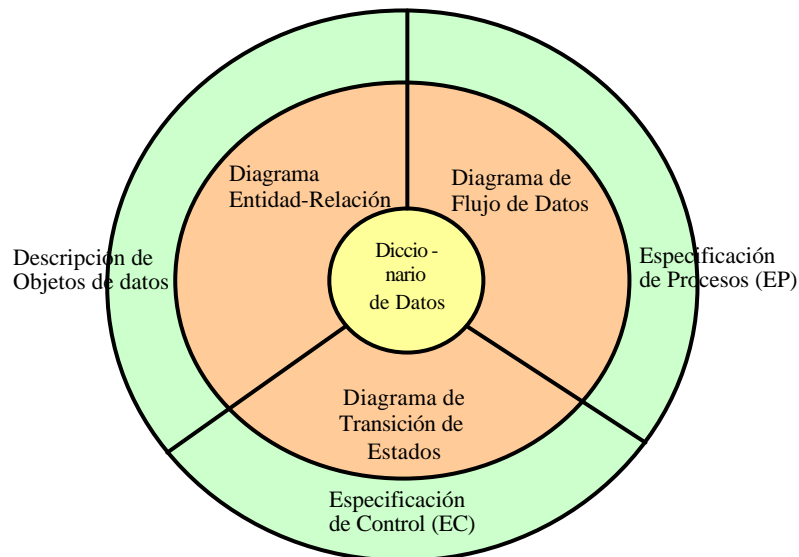 Diagrama
Entidad-Relación
Diagrama de
Flujo de Datos
Descripción de
Objetos de datos
Diccio -
nario
de Datos
Especificación
de Procesos (EP)
Diagrama de
Transición de
Estados
Especificación
de Control (EC)